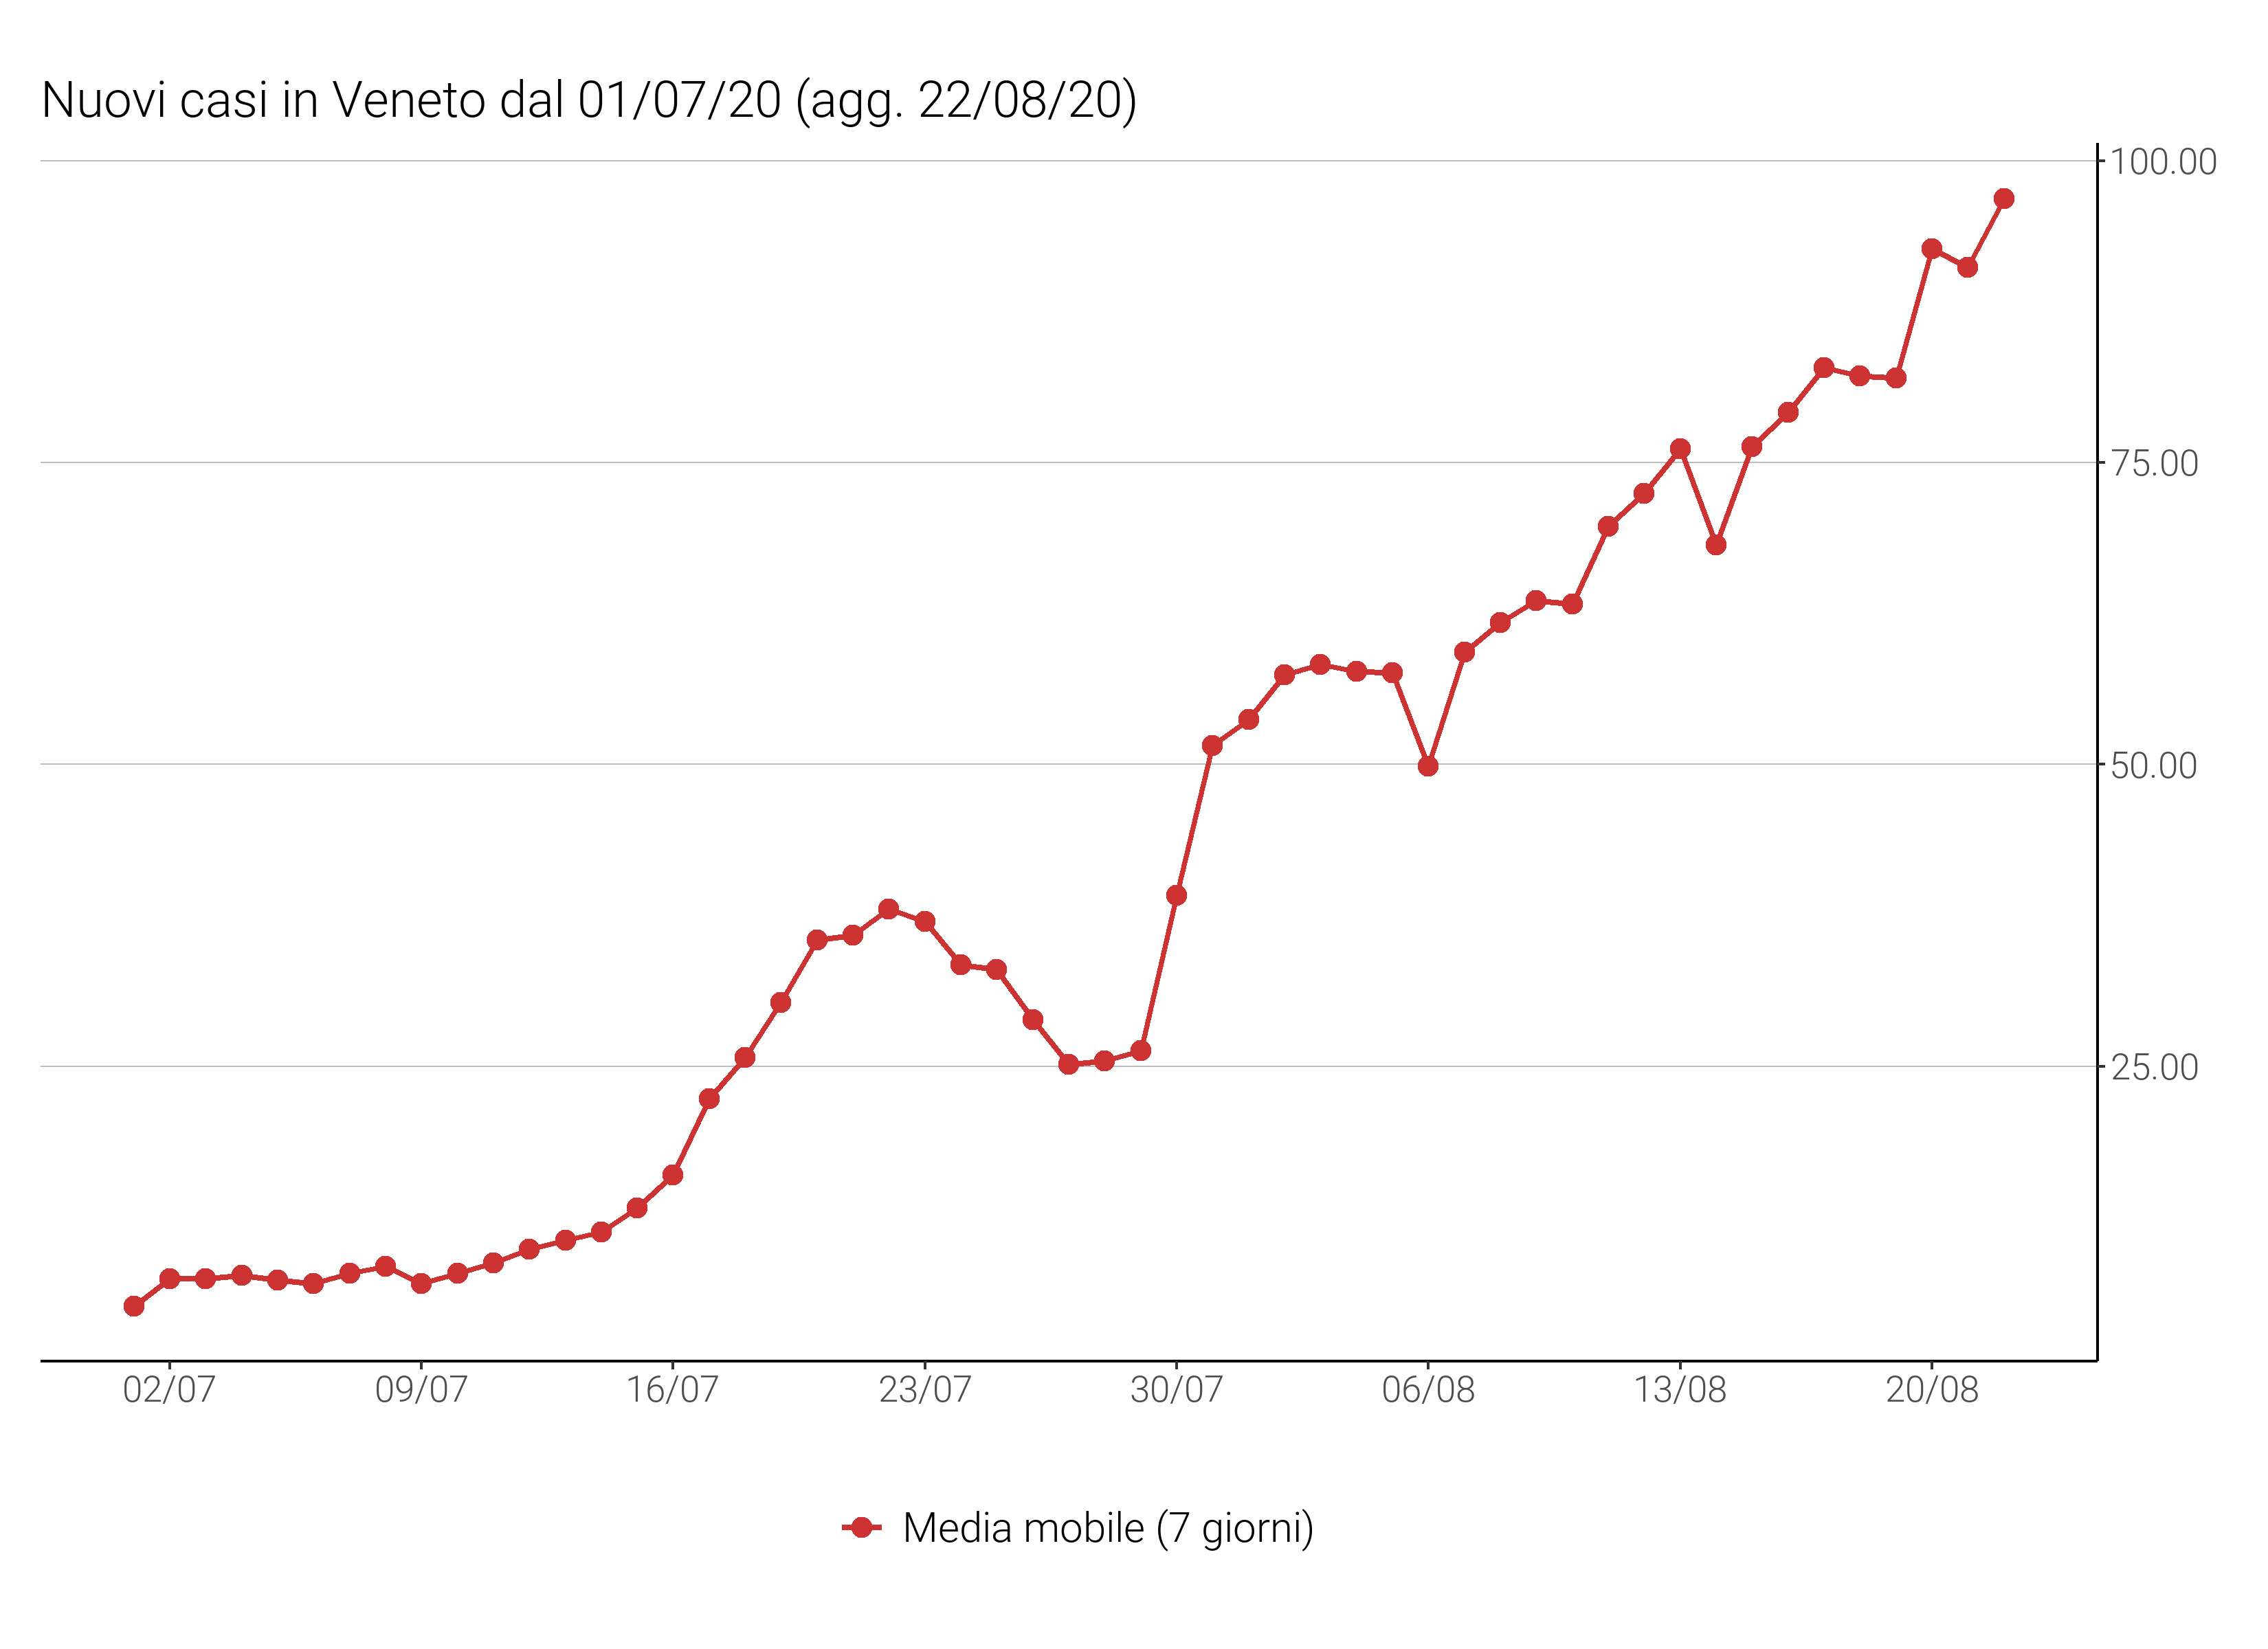 Nuovi casi in Veneto dal 01/07/20 (agg. 22/08/20)
100.00
75.00
50.00
25.00
02/07 09/07 16/07 23/07 30/07 06/08 13/08 20/08
Media mobile (7 giorni)